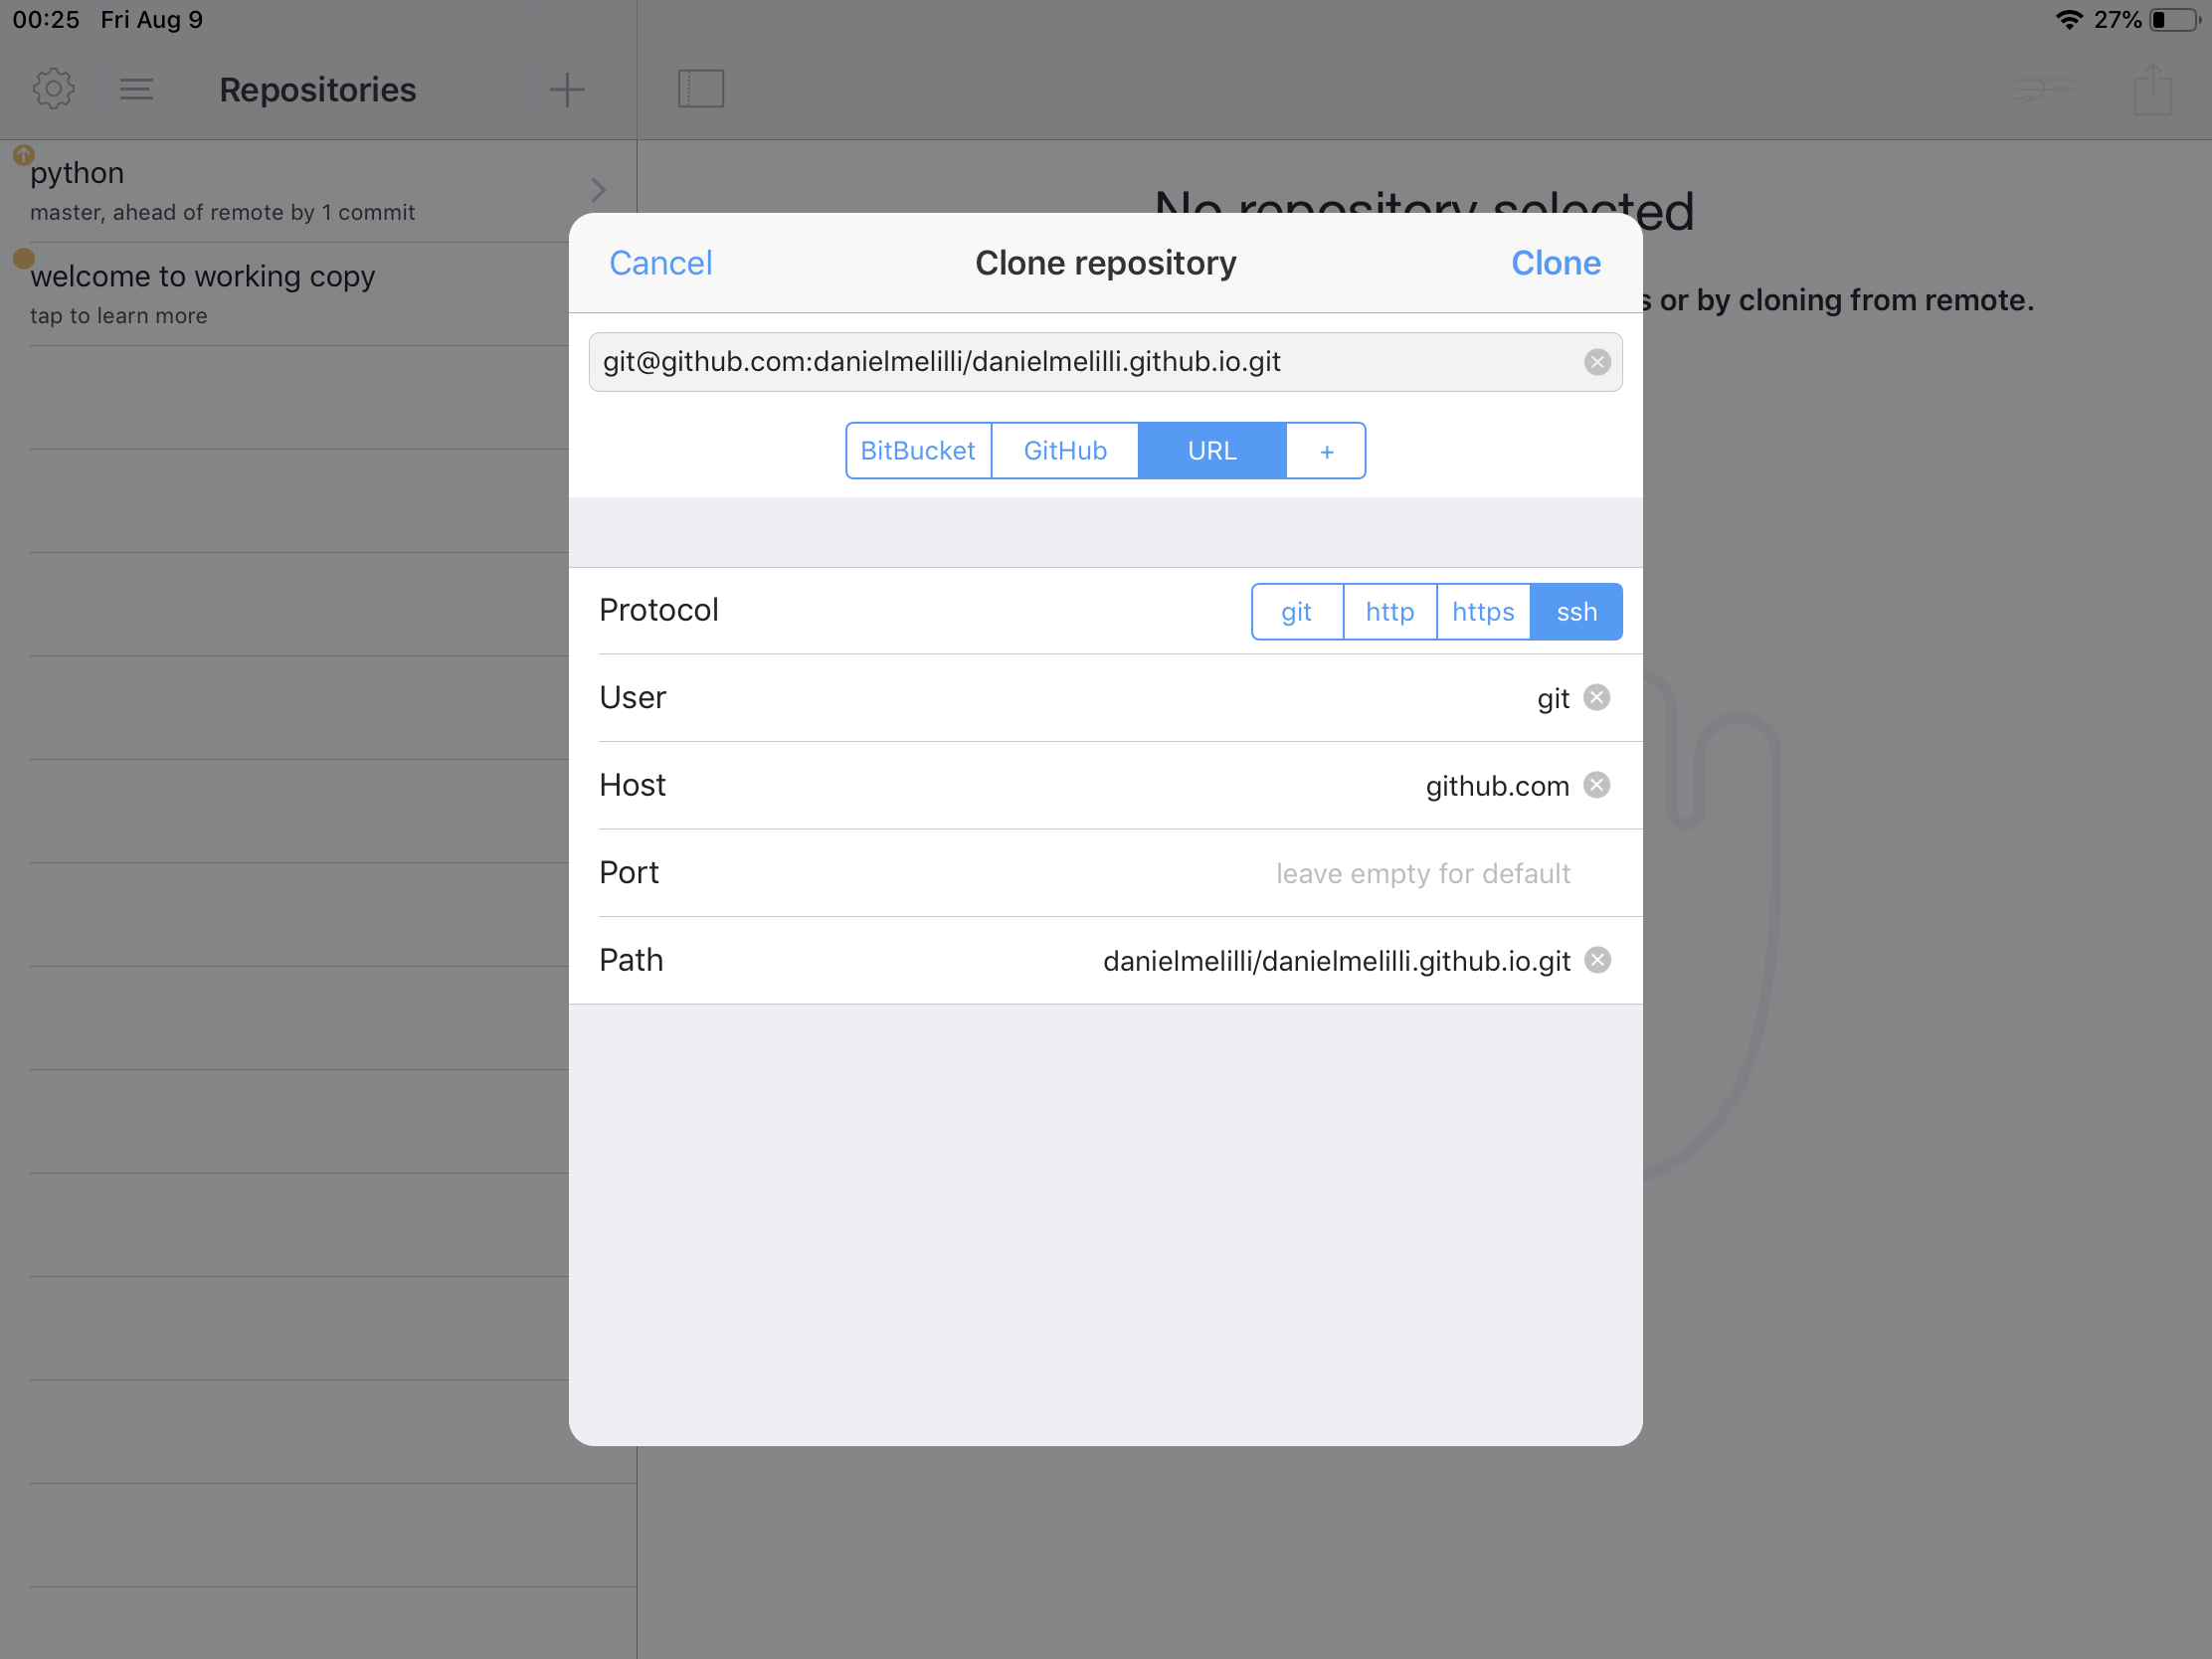 00:25 Fri Aug 9
27%
Repositories
python
master, ahead of remote by 1 commit
welcome to working copy
tap to learn more
No repository selected
s or by cloning from remote.
Cancel
Clone repository
Clone
git@github.com:danielmelilli/danielmelilli.github.io.git
BitBucket GitHub URL +
Protocol git http https ssh
User git
Host github.com
Port leave empty for default
Path danielmelilli/danielmelilli.github.io.git